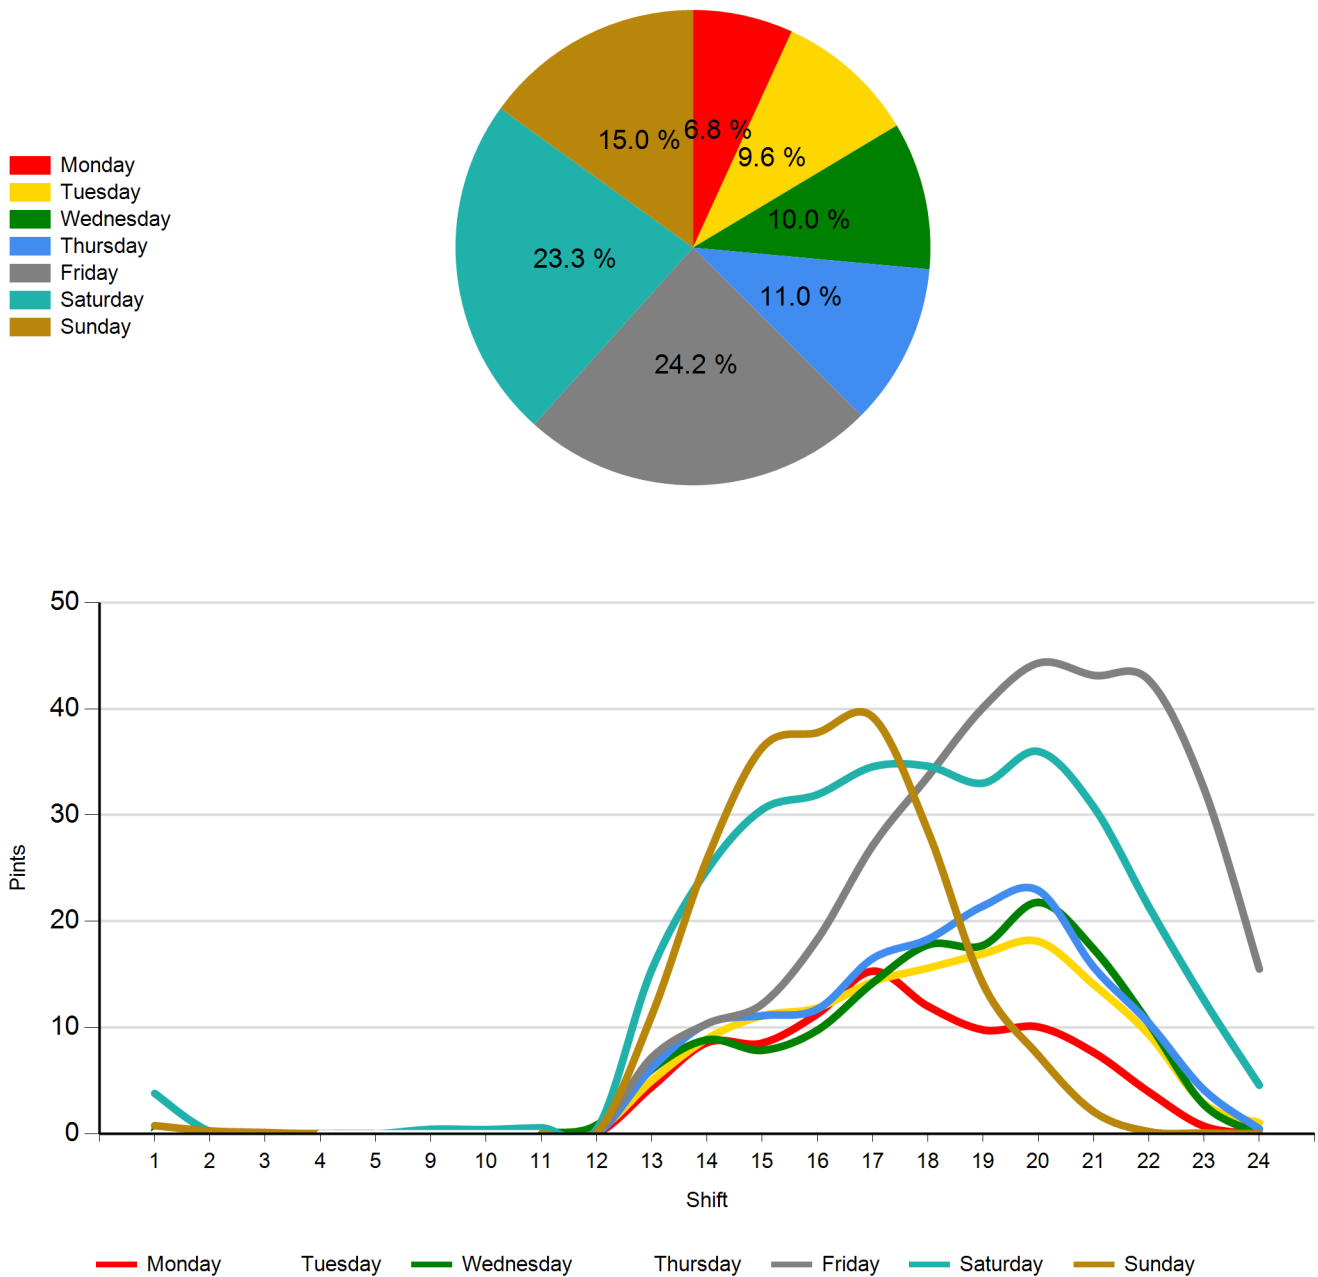 6.8 %
15.0 %
9.6 %
Monday
Tuesday
Wednesday
Thursday
Friday
Saturday
Sunday
10.0 %
23.3 %
11.0 %
24.2 %
50
40
30
20
10
0
Pints
1 2 3 4 5 9 10 11 12 13 14 15 16 17 18 19 20 21 22 23 24
Shift
Monday Tuesday Wednesday Thursday Friday Saturday Sunday